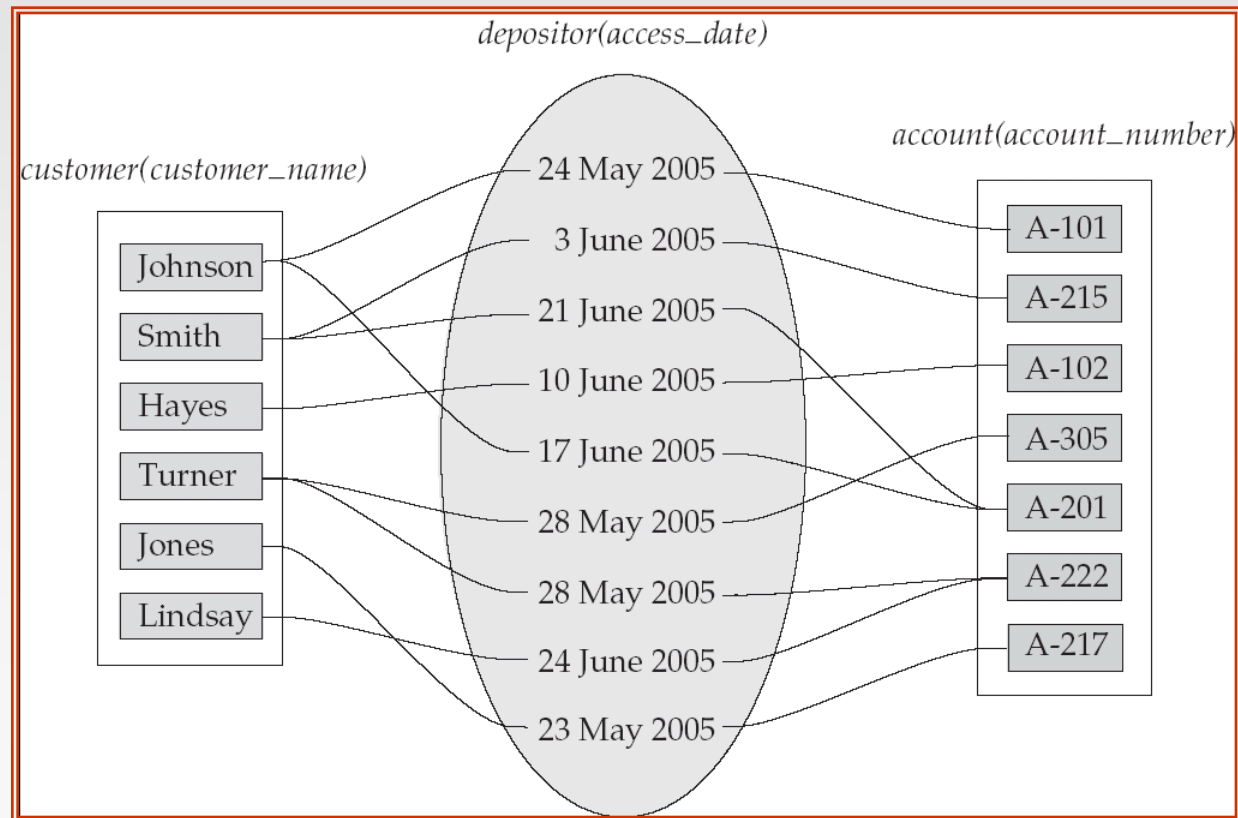 depositor(access_date)
customer(customer_name)
account(account_number)
Johnson
Smith
Hayes
Turner
Jones
Lindsay
24 May 2005
3 June 2005
21 June 2005
10 June 2005
17 June 2005
28 May 2005
28 May 2005
24 June 2005
23 May 2005
A-101
A-215
A-102
A-305
A-201
A-222
A-217